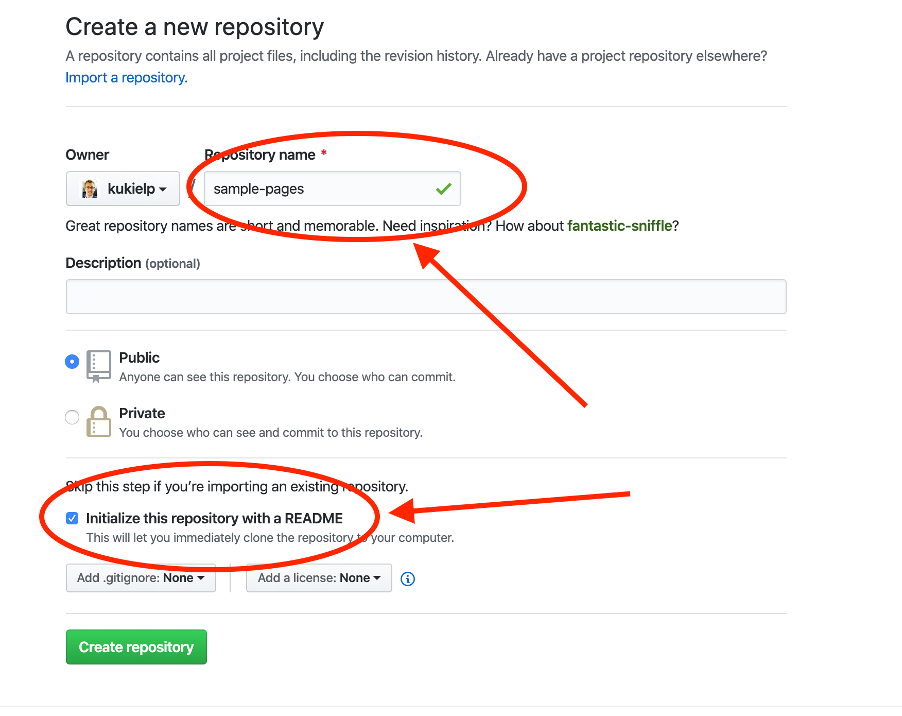 Create a new repository
A repository contains all project files, including the revision history. Already have a project repository elsewhere?
Import a repository.
Owner
Repository name *
kukielp
/
sample-pages
Great repository names are short and memorable. Need inspiration? How about fantastic-sniffle?
Description (optional)
Public
Anyone can see this repository. You choose who can commit.
Private
You choose who can see and commit to this repository.
Skip this step if you’re importing an existing repository.
Initialize this repository with a README
This will let you immediately clone the repository to your computer.
Add .gitignore: None
Add a license: None
Create repository